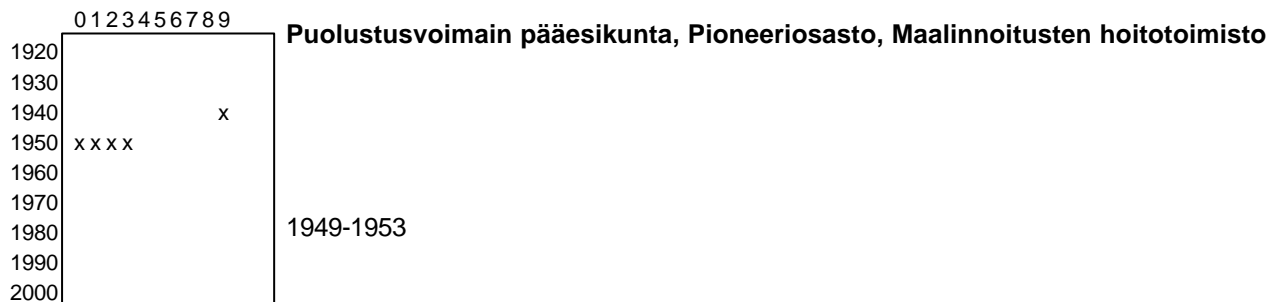 0 1 2 3 4 5 6 7 8 9
Puolustusvoimain pääesikunta, Pioneeriosasto, Maalinnoitusten hoitotoimisto
1920
1930
1940 x
1950 x x x x
1960
1970
1980 1949-1953
1990
2000